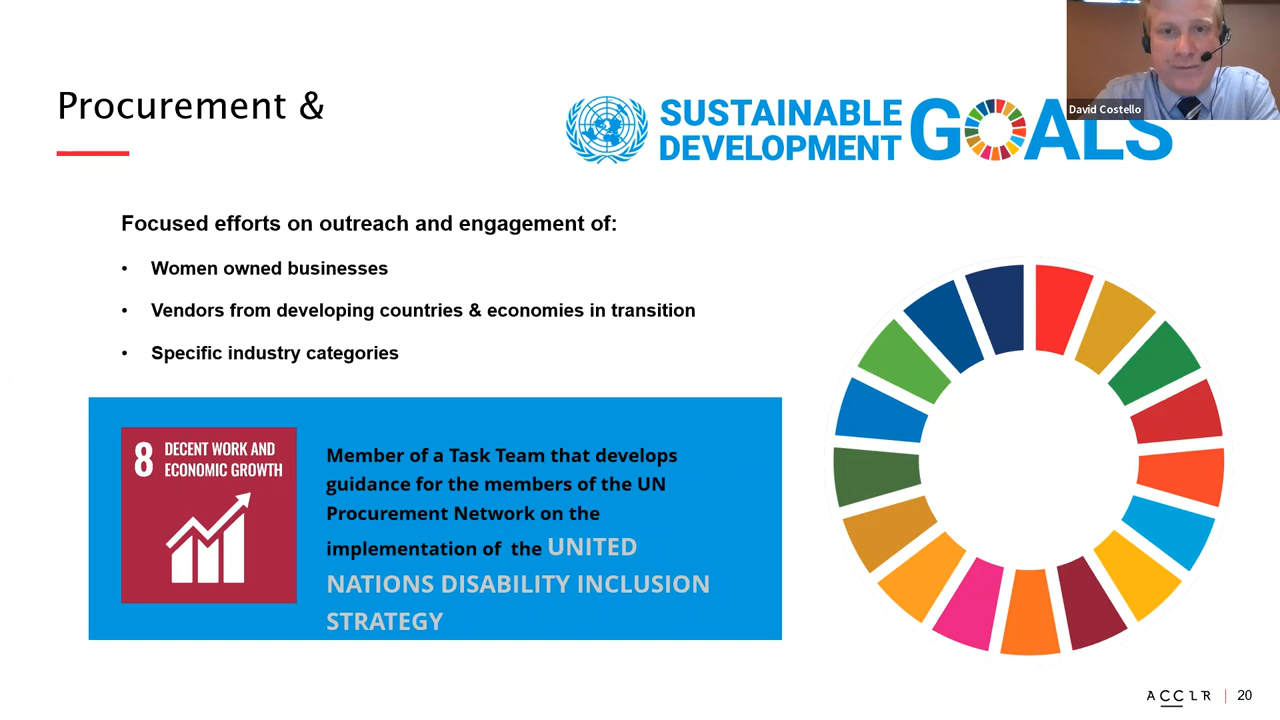 David Costello
Procurement &
SUSTAINABLE
DEVELOPMENT
GOALS
Focused efforts on outreach and engagement of:
• Women owned businesses
• Vendors from developing countries & economies in transition
• Specific industry categories
8 DECENT WORK AND
ECONOMIC GROWTH
Member of a Task Team that develops
guidance for the members of the UN
Procurement Network on the
implementation of the UNITED
NATIONS DISABILITY INCLUSION
STRATEGY
20